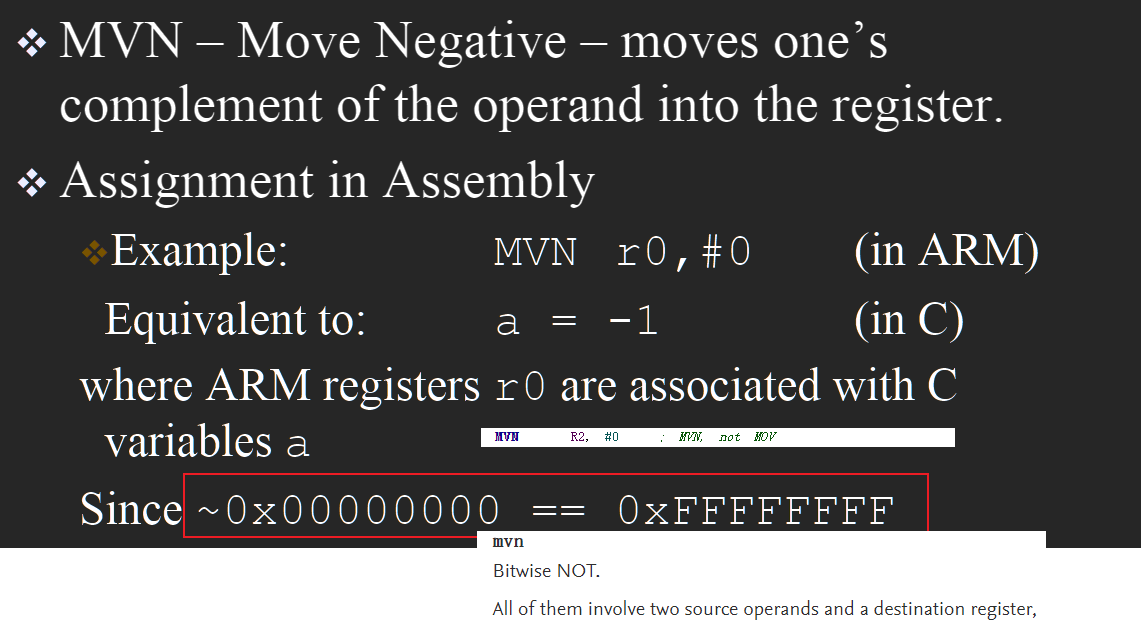 ❖ MVN – Move Negative – moves one’s
complement of the operand into the register.
❖ Assignment in Assembly
❖Example: MVN r0,#0 (in ARM)
Equivalent to: a = -1 (in C)
where ARM registers r0 are associated with C
variables a
MVN R2, #0 ; MVN, not MOV
Since ~0x00000000 == 0xFFFFFFFF
mvn
Bitwise NOT.
All of them involve two source operands and a destination register,